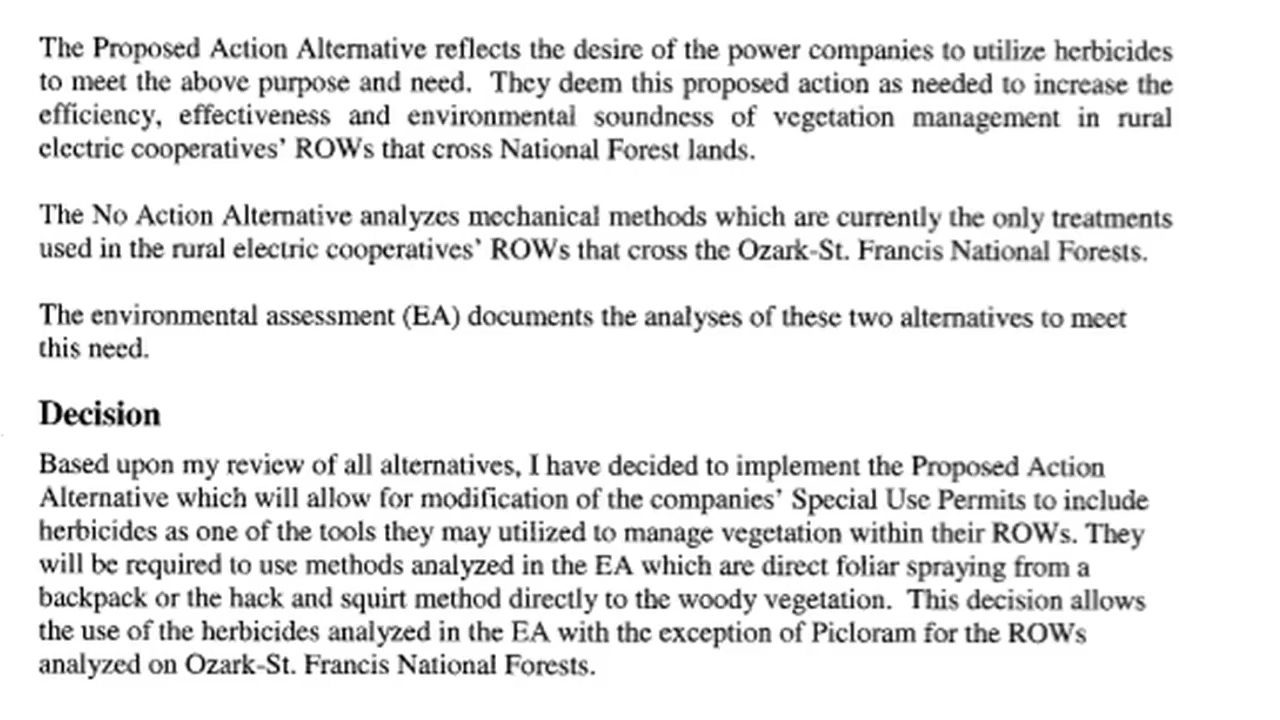 The Proposed Action Alternative reflects the desire of the power companies to utilize herbicides
to meet the above purpose and need. They deem this proposed action as needed to increase the
efficiency, effectiveness and environmental soundness of vegetation management in rural
electric cooperatives' ROWs that cross National Forest lands.
The No Action Alternative analyzes mechanical methods which are currently the only treatments
used in the rural electric cooperatives' ROWs that cross the Ozark-St. Francis National Forests.
The environmental assessment (EA) documents the analyses of these two alternatives to meet
this need.
Decision
Based upon my review of all alternatives, I have decided to implement the Proposed Action
Alternative which will allow for modification of the companies' Special Use Permits to include
herbicides as one of the tools they may utilized to manage vegetation within their ROWs. They
will be required to use methods analyzed in the EA which are direct foliar spraying from a
backpack or the hack and squirt method directly to the woody vegetation. This decision allows
the use of the herbicides analyzed in the EA with the exception of Picloram for the ROWs
analyzed on Ozark-St. Francis National Forests.